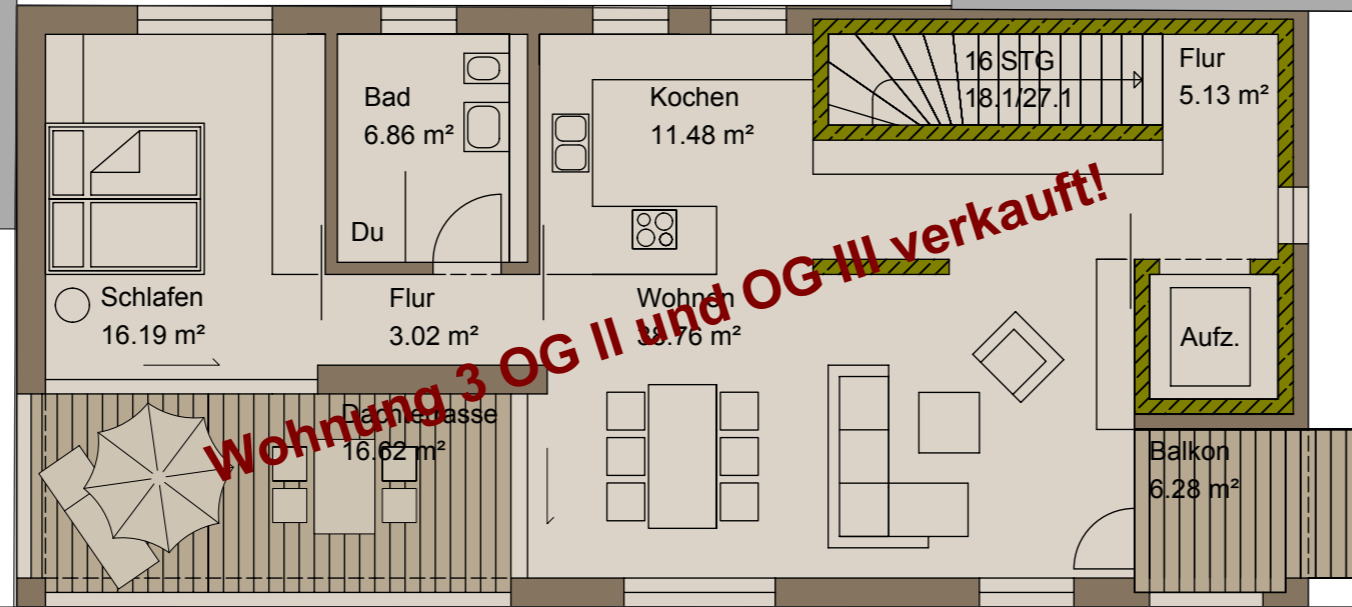 Bad
6.86 m²
Du
Kochen
11.48 m²
16 STG
18.1/27.1
Flur
5.13 m²
Schlafen
16.19 m²
Flur
3.02 m²
Wohnen
38.76 m²
Aufz.
Dachterrasse
16.62 m²
Balkon
6.28 m²
Wohnung 3 OG II und OG III verkauft!